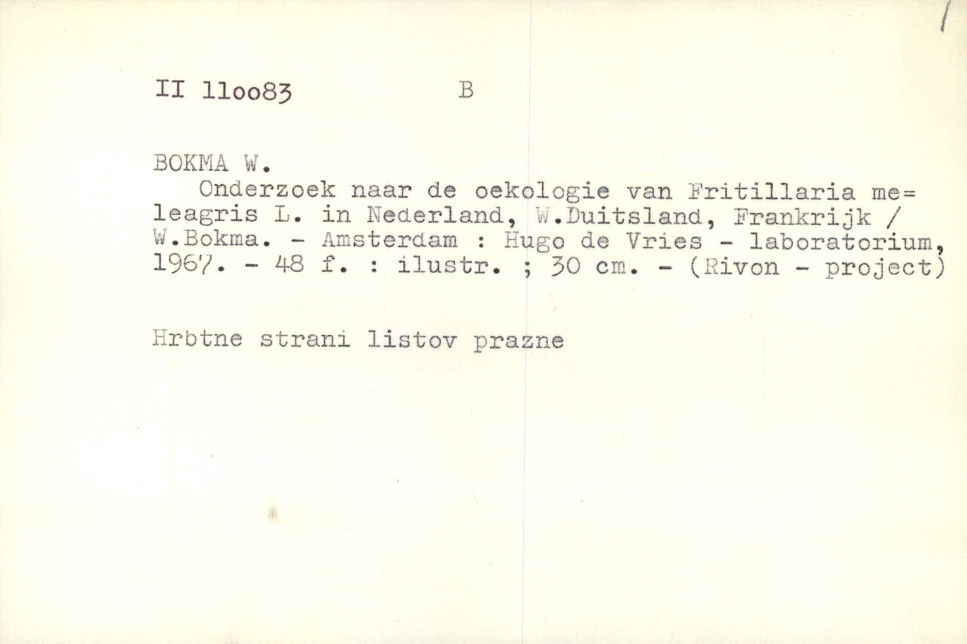 II 110083 B
BOKMA W.
Onderzoek naar de oekologie van Fritillaria me=
leagris L. in Nederland, W.Duitsland, Frankrijk /
W.Bokma. - Amsterdam : Hugo de Vries - laboratorium,
1967. - 48 f. : ilustr. ; 30 cm. - (Rivon - project)
Hrbtne strani listov prazne